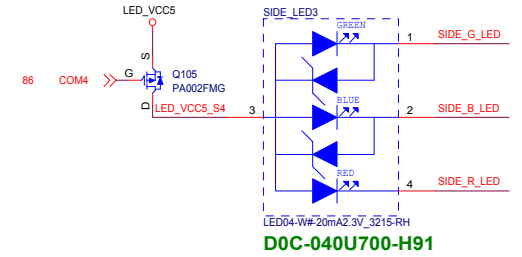 LED_VCC5
SIDE_LED3
GREEN
1
SIDE_G_LED
S
86
COM4
G
Q105
PA002FMG
D
LED_VCC5_S4
3
BLUE
2
SIDE_B_LED
RED
4
SIDE_R_LED
LED04-W#-20mA2.3V_3215-RH
D0C-040U700-H91